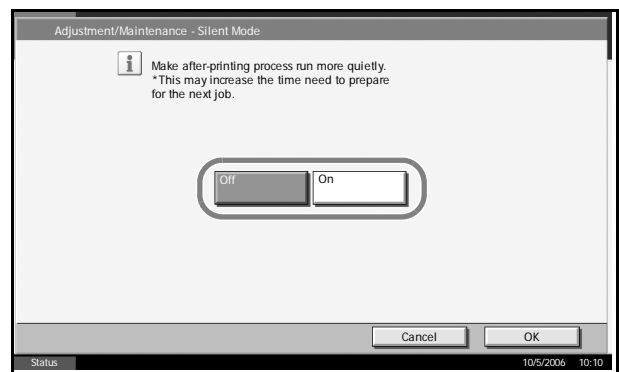 Adjustment/Maintenance - Silent Mode
Make after-printing process run more quietly.
*This may increase the time need to prepare
for the next job.
Off On
Cancel OK
Status 10/5/2006 10:10